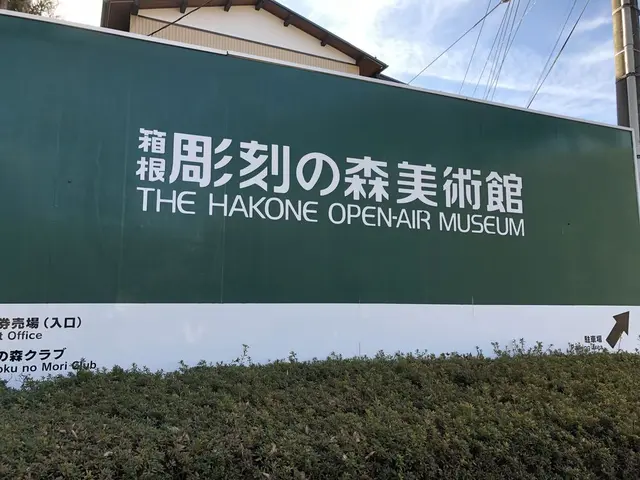 箱根 彫刻の森美術館
THE HAKONE OPEN-AIR MUSEUM
券売場（入口）
t Office
の森クラブ
oku no Mori Club
駐車場